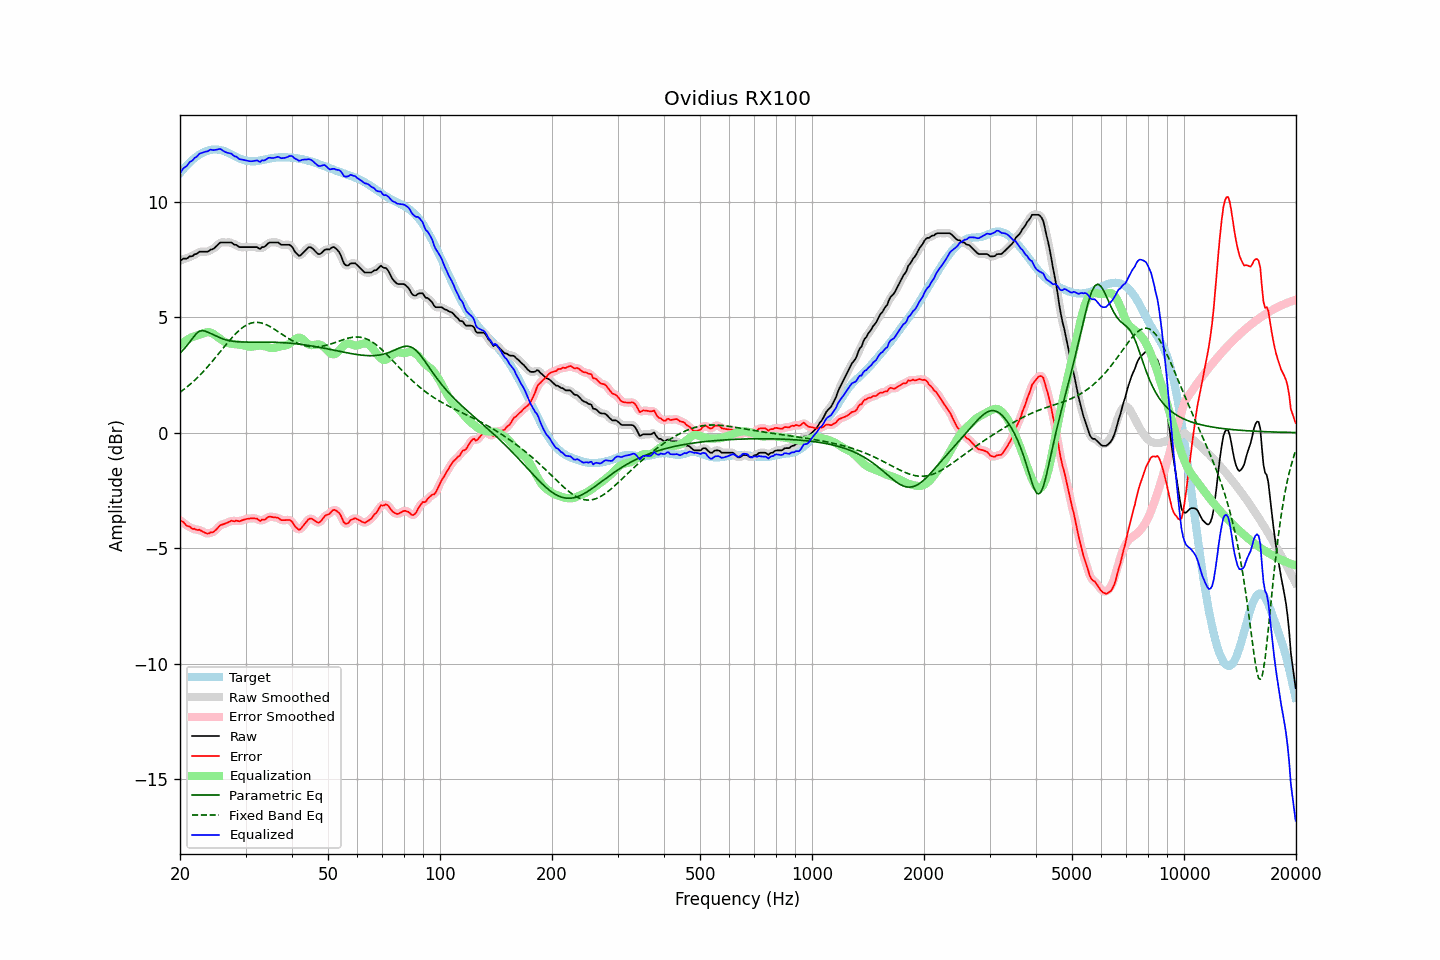 Ovidius RX100
Amplitude (dBr)
10
5
0
−5
−10
−15
Target
Raw Smoothed
Error Smoothed
Raw
Error
Equalization
Parametric Eq
Fixed Band Eq
Equalized
20 50 100 200 500 1000 2000 5000 10000 20000
Frequency (Hz)